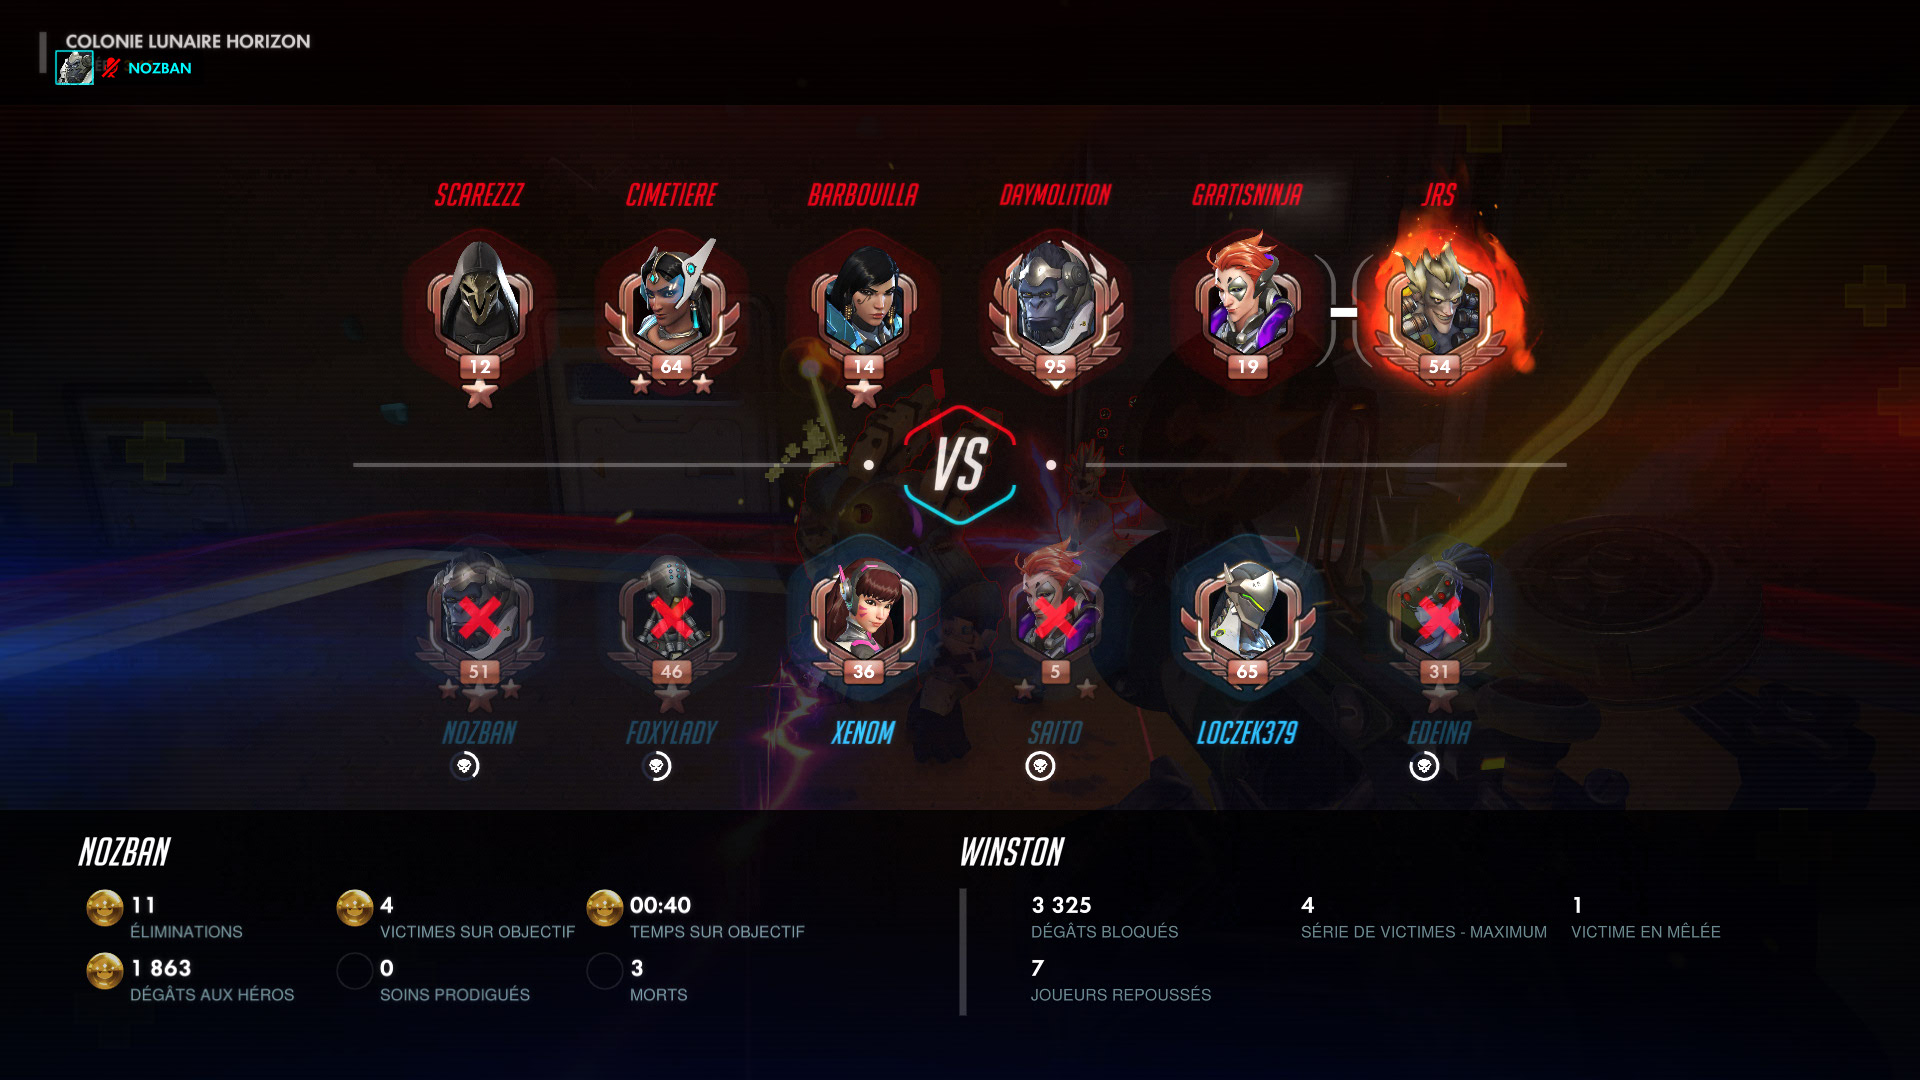 COLONIE LUNAIRE HORIZON
NOZBAN
SCAREZZZ CIMETIERE BARBOUILLA DAYMOLITION GRATISNINJA JRS
12 64 14 95 19 54
VS
51 46 36 5 65 31
NOZBAN FOXYLADY XENOM SAITO LOCZEK379 EDEINA
NOZBAN
11 4 00:40
ÉLIMINATIONS VICTIMES SUR OBJECTIF TEMPS SUR OBJECTIF
1 863 0 3
DÉGÂTS AUX HÉROS SOINS PRODIGUÉS MORTS
WINSTON
3 325 4 1
DÉGÂTS BLOQUÉS SÉRIE DE VICTIMES - MAXIMUM VICTIME EN MÊLÉE
7
JOUEURS REPOUSSÉS